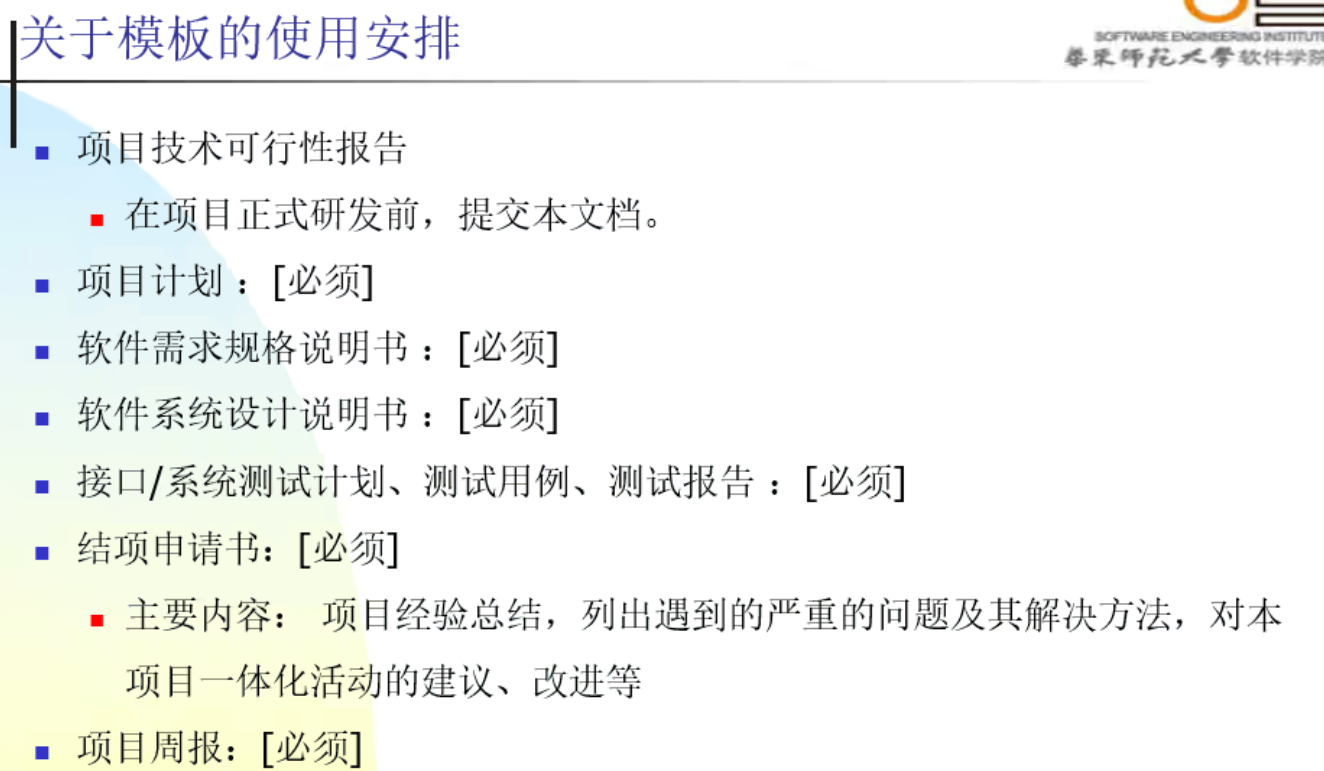 关于模板的使用安排
SOFTWARE ENGINEERING INSTITUTE
華東师范大學软件学院
项目技术可行性报告
在项目正式研发前，提交本文档。
项目计划：[必须]
软件需求规格说明书：[必须]
软件系统设计说明书：[必须]
接口/系统测试计划、测试用例、测试报告：[必须]
结项申请书：[必须]
主要内容： 项目经验总结，列出遇到的严重的问题及其解决方法，对本
项目一体化活动的建议、改进等
项目周报：[必须]